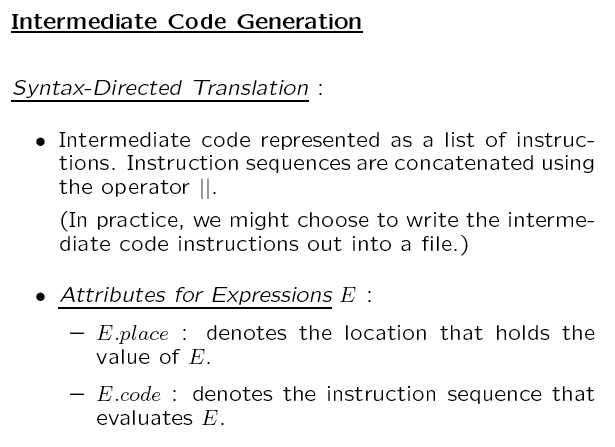 Intermediate Code Generation
Syntax-Directed Translation :
• Intermediate code represented as a list of instruc-
tions. Instruction sequences are concatenated using
the operator ||.
(In practice, we might choose to write the interme-
diate code instructions out into a file.)
• Attributes for Expressions E :
– E.place : denotes the location that holds the
value of E.
– E.code : denotes the instruction sequence that
evaluates E.